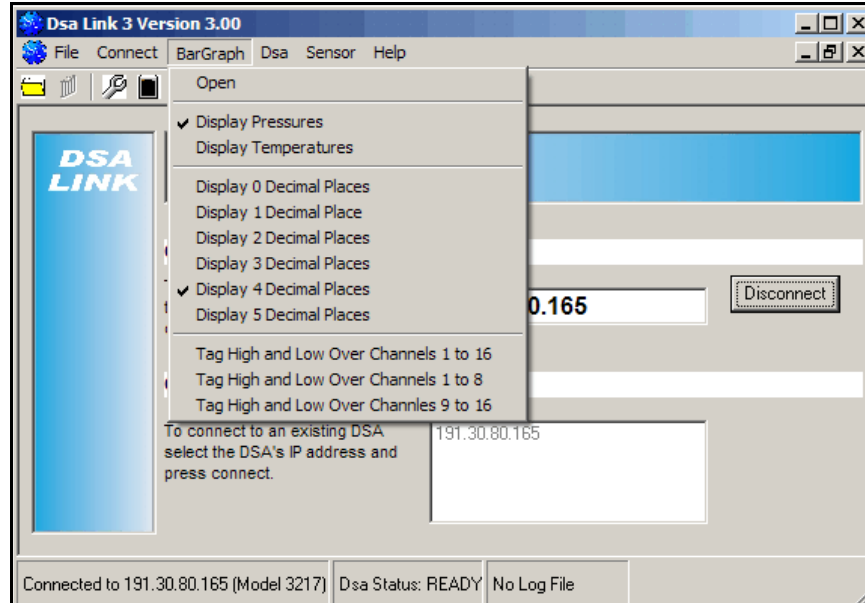 Dsa Link 3 Version 3.00
File Connect BarGraph Dsa Sensor Help
Open
Display Pressures
Display Temperatures
Display 0 Decimal Places
Display 1 Decimal Place
Display 2 Decimal Places
Display 3 Decimal Places
Display 4 Decimal Places
Display 5 Decimal Places
Tag High and Low Over Channels 1 to 16
Tag High and Low Over Channels 1 to 8
Tag High and Low Over Channles 9 to 16
DSA
LINK
0.165
Disconnect
To connect to an existing DSA
select the DSA's IP address and
press connect.
191.30.80.165
Connected to 191.30.80.165 (Model 3217) Dsa Status: READY No Log File